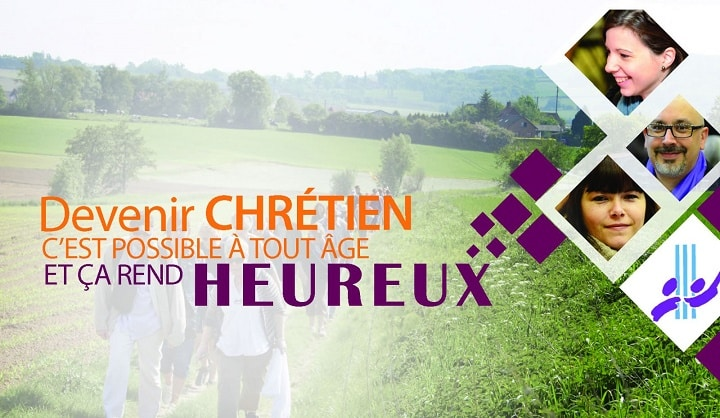 Devenir CHRÉTIEN
C'EST POSSIBLE À TOUT ÂGE
ET ÇA REND HEUREUX